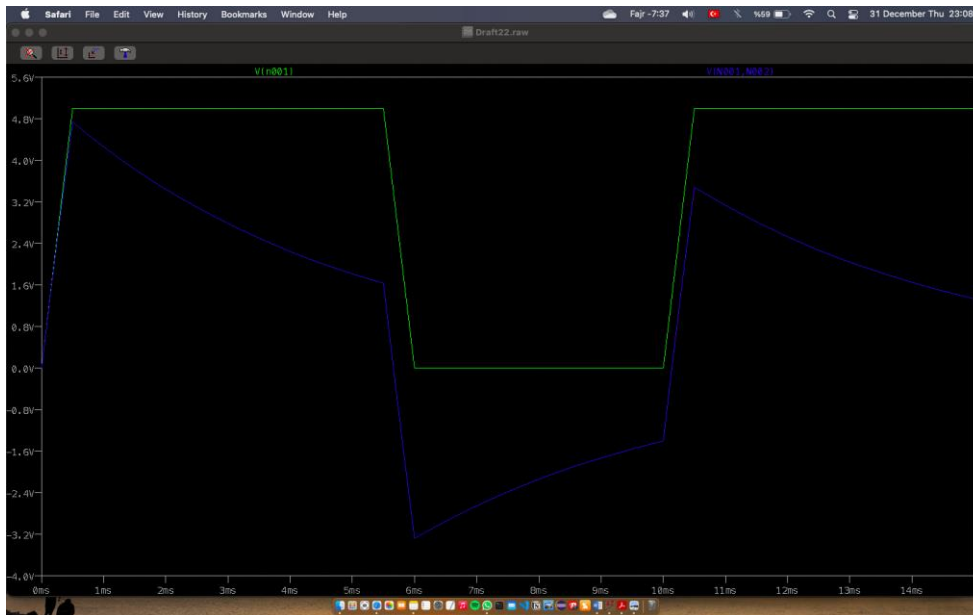 Safari File Edit View History Bookmarks Window Help Fajr -7:37 %59 31 December Thu 23:08
Draft22.raw
V(n001) V(N001,N002)
5.6V
4.8V
4.0V
3.2V
2.4V
1.6V
0.8V
0.0V
-0.8V
-1.6V
-2.4V
-3.2V
-4.0V
0ms 1ms 2ms 3ms 4ms 5ms 6ms 7ms 8ms 9ms 10ms 11ms 12ms 13ms 14ms